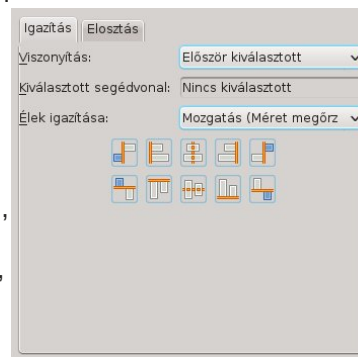 Igazítás Elosztás
Viszonyítás: Először kiválasztott
Kiválasztott segédvonal: Nincs kiválasztott
Élek igazítása: Mozgatás (Méret megőrz
,
,